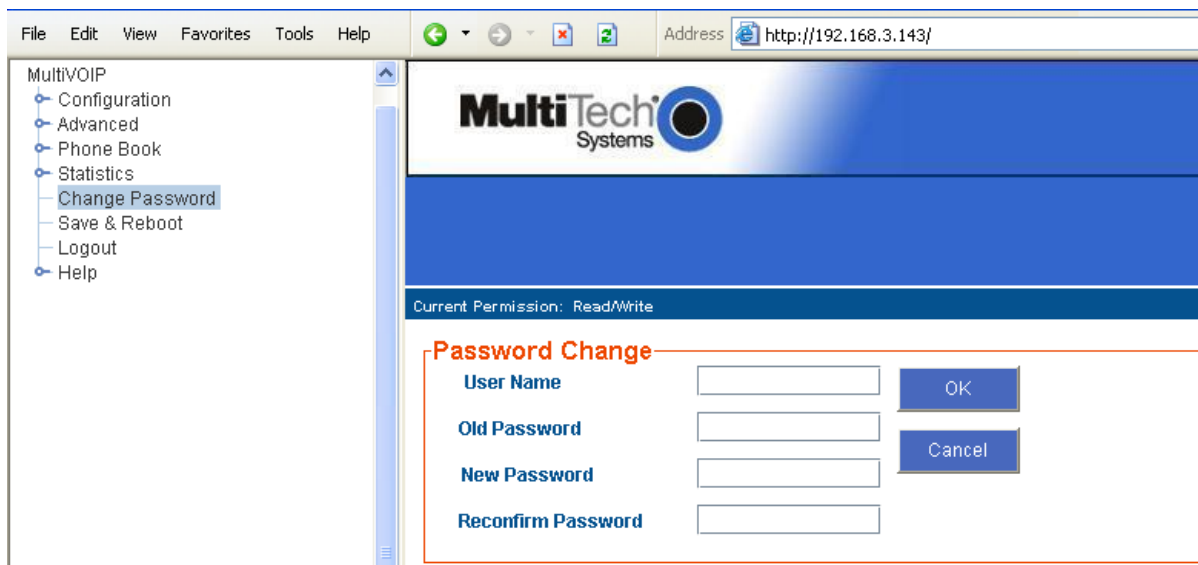 File Edit View Favorites Tools Help Address http://192.168.3.143/
MultiVOIP
Configuration
Advanced
Phone Book
Statistics
Change Password
Save & Reboot
Logout
Help
MultiTech
Systems
Current Permission: Read/Write
Password Change
User Name
OK
Old Password
Cancel
New Password
Reconfirm Password